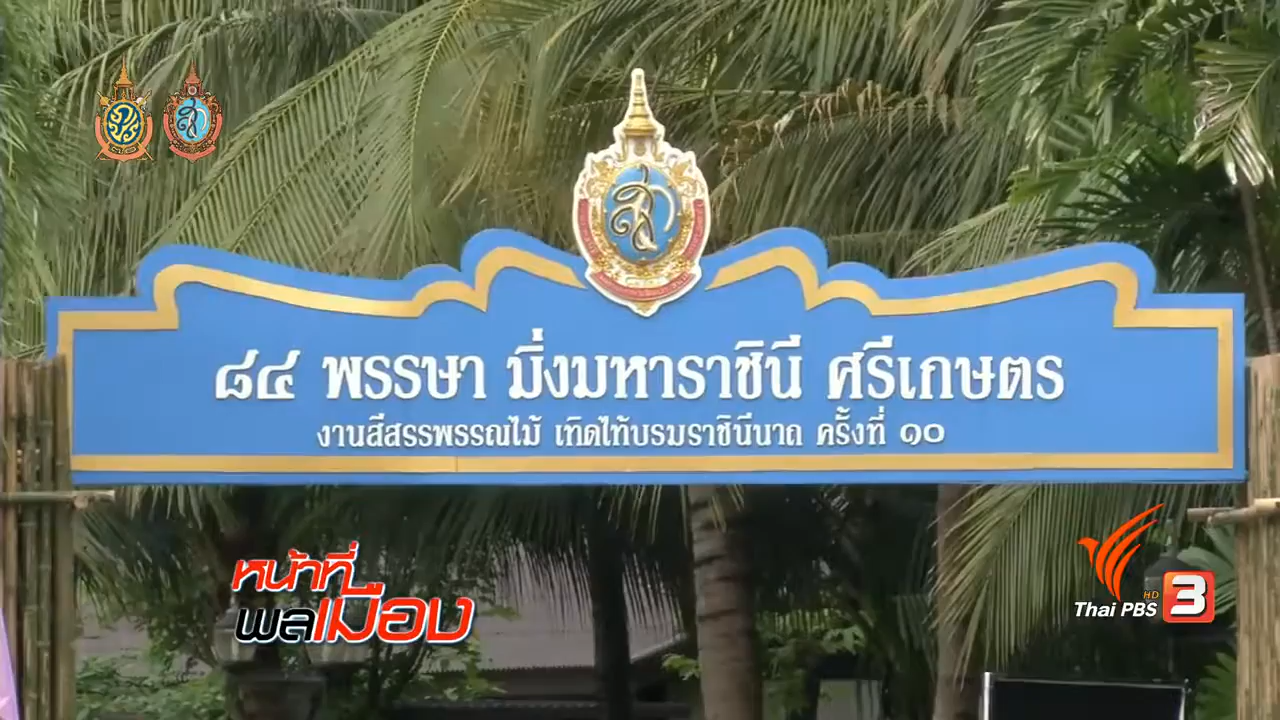 ๘๔ พรรษา มิ่งมหาราชินี ศรีเกษตร
งานสีสรรพรรณไม้ เทิดไท้บรมราชินีนาถ ครั้งที่ ๑๐
หน้าที่
พลเมือง
HD
Thai PBS 3